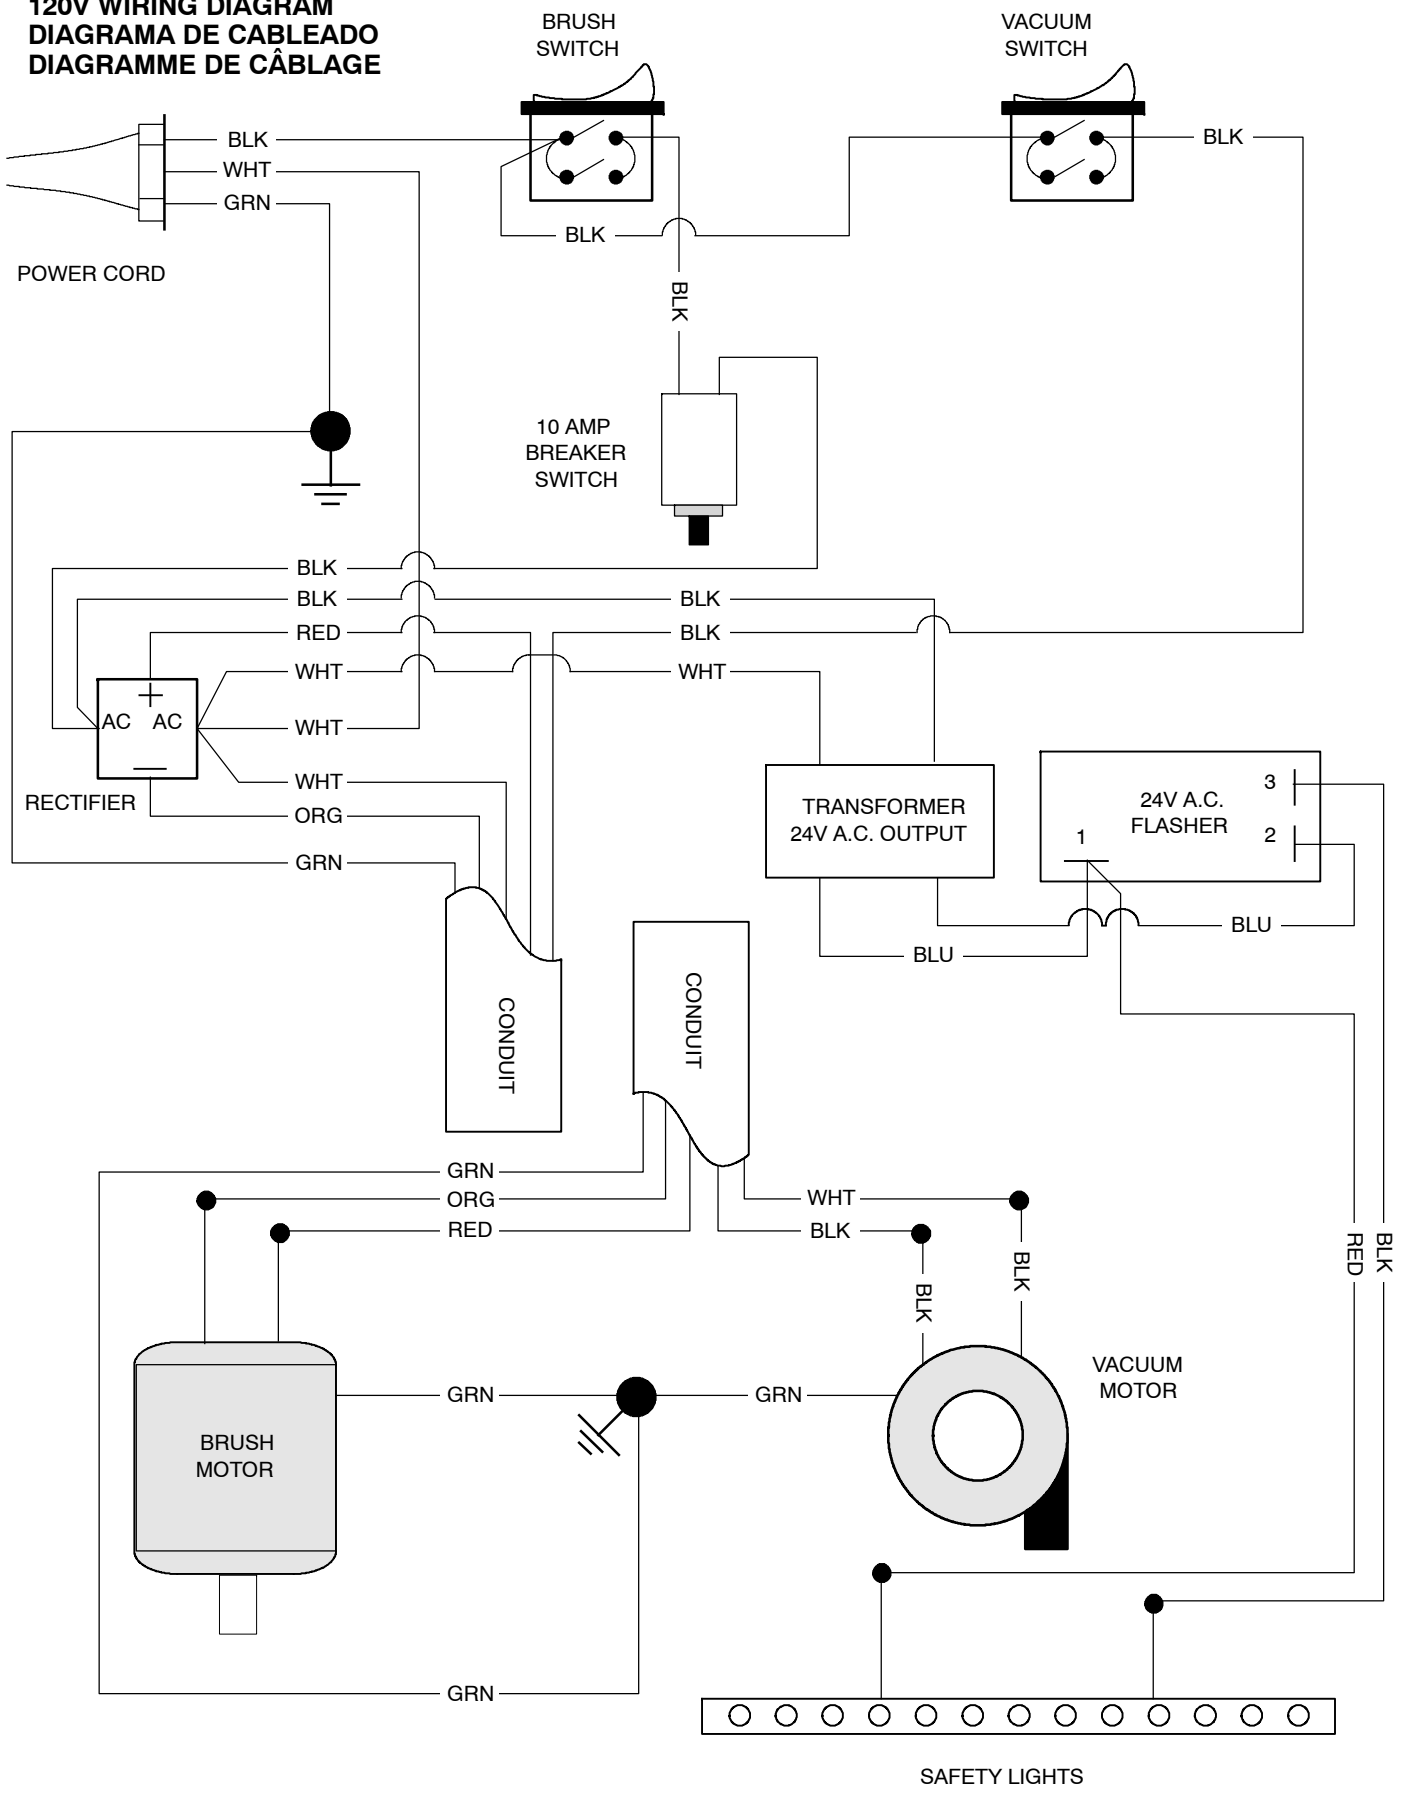 120V WIRING DIAGRAM
DIAGRAMA DE CABLEADO
DIAGRAMME DE CÂBLAGE
BRUSH
SWITCH
VACUUM
SWITCH
BLK
WHT
GRN
BLK
BLK
POWER CORD
BLK
10 AMP
BREAKER
SWITCH
BLK
BLK
BLK
RED
BLK
WHT
WHT
AC
AC
WHT
WHT
RECTIFIER
ORG
GRN
TRANSFORMER
24V A.C. OUTPUT
24V A.C.
FLASHER
1
3
2
BLU
BLU
CONDUIT
CONDUIT
GRN
ORG
RED
WHT
BLK
BLK
BLK
RED
BLK
VACUUM
MOTOR
GRN
GRN
BRUSH
MOTOR
GRN
SAFETY LIGHTS